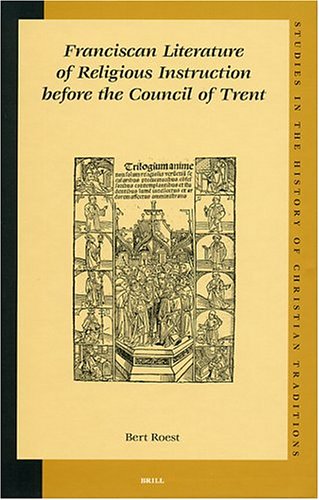 Franciscan Literature
of Religious Instruction
before the Council of Trent
STUDIES IN THE HISTORY OF CHRISTIAN TRADITIONS
Trilogium anime
Bert Roest
BRILL